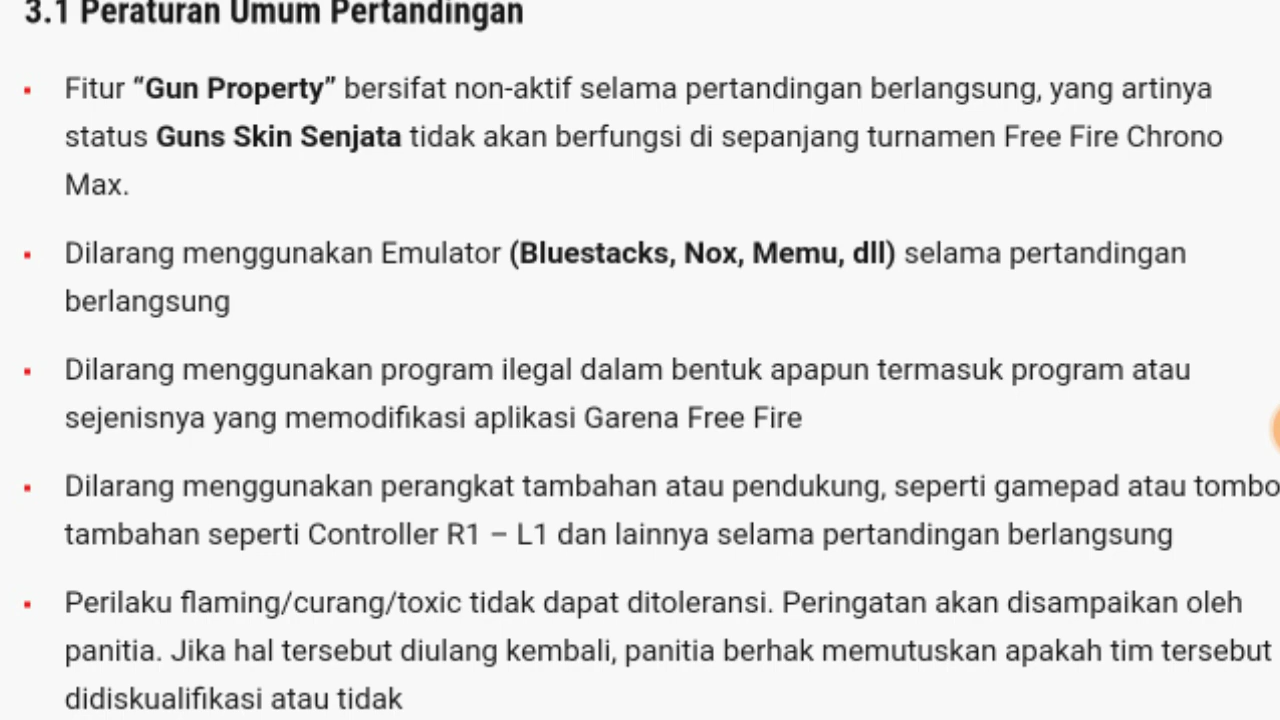 3.1 Peraturan Umum Pertandingan
Fitur “Gun Property” bersifat non-aktif selama pertandingan berlangsung, yang artinya
status Guns Skin Senjata tidak akan berfungsi di sepanjang turnamen Free Fire Chrono
Max.
Dilarang menggunakan Emulator (Bluestacks, Nox, Memu, dll) selama pertandingan
berlangsung
Dilarang menggunakan program ilegal dalam bentuk apapun termasuk program atau
sejenisnya yang memodifikasi aplikasi Garena Free Fire
Dilarang menggunakan perangkat tambahan atau pendukung, seperti gamepad atau tombo
tambahan seperti Controller R1 – L1 dan lainnya selama pertandingan berlangsung
Perilaku flaming/curang/toxic tidak dapat ditoleransi. Peringatan akan disampaikan oleh
panitia. Jika hal tersebut diulang kembali, panitia berhak memutuskan apakah tim tersebut
didiskualifikasi atau tidak